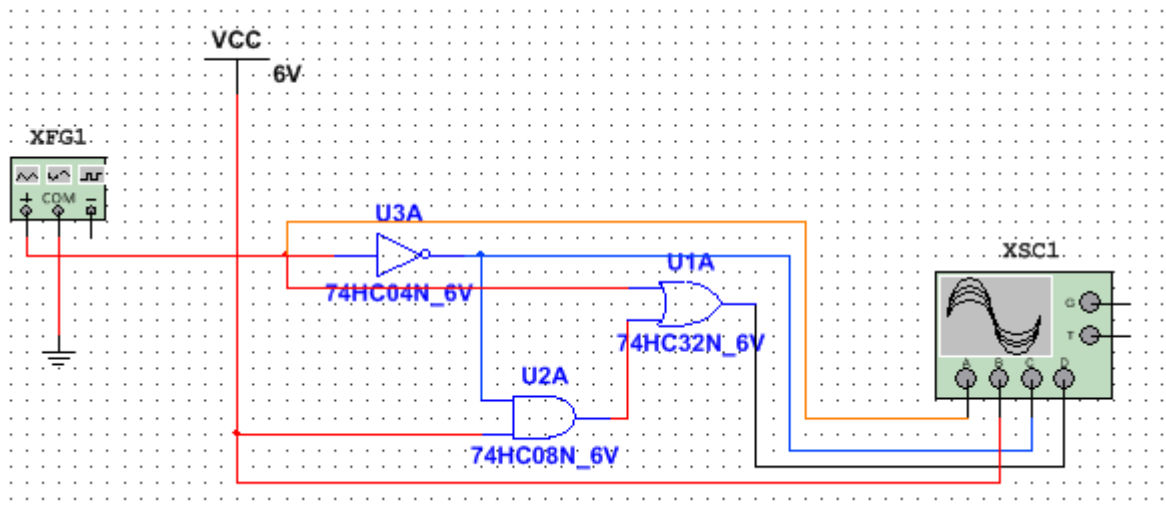 VCC
6V
XFG1
+ COM −
U3A
74HC04N_6V
U1A
74HC32N_6V
U2A
74HC08N_6V
XSC1
G
T
A B C D